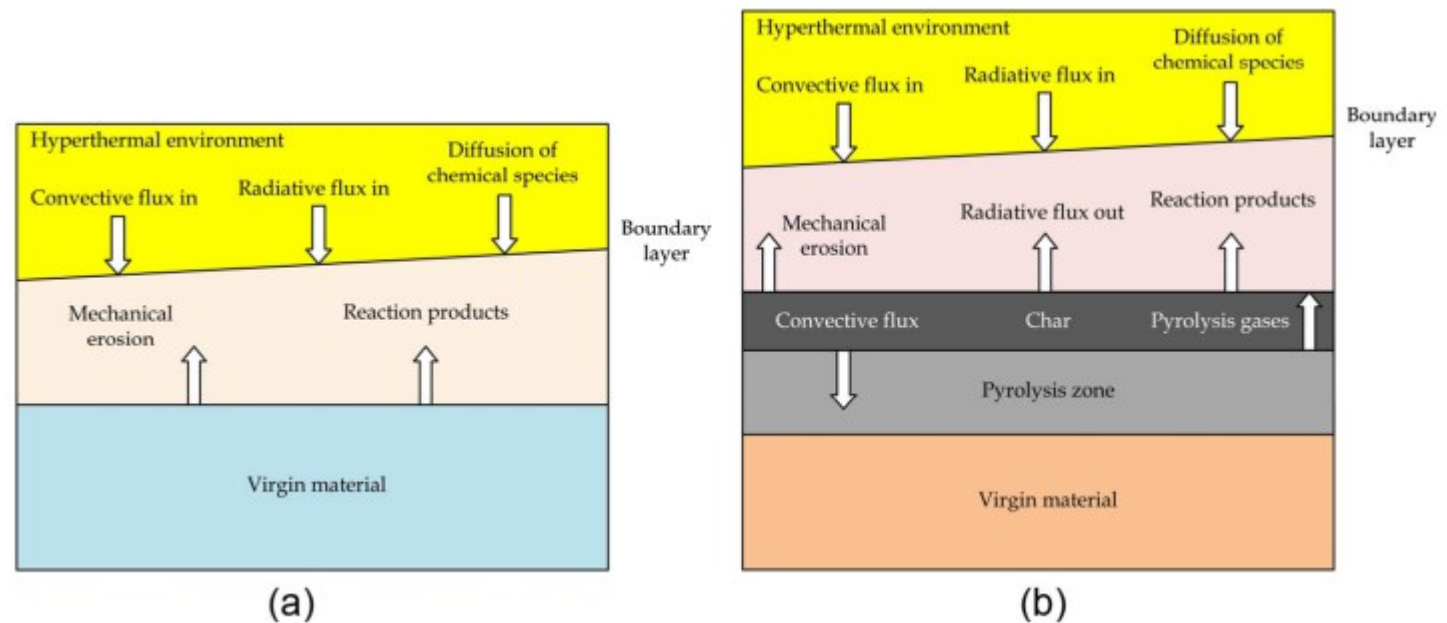 Hyperthermal environment
Convective flux in
Radiative flux in
Diffusion of
chemical species
Boundary
layer
Mechanical
erosion
Reaction products
Virgin material
(a)
Hyperthermal environment
Convective flux in
Radiative flux in
Diffusion of
chemical species
Boundary
layer
Mechanical
erosion
Radiative flux out
Reaction products
Convective flux
Char
Pyrolysis gases
Pyrolysis zone
Virgin material
(b)